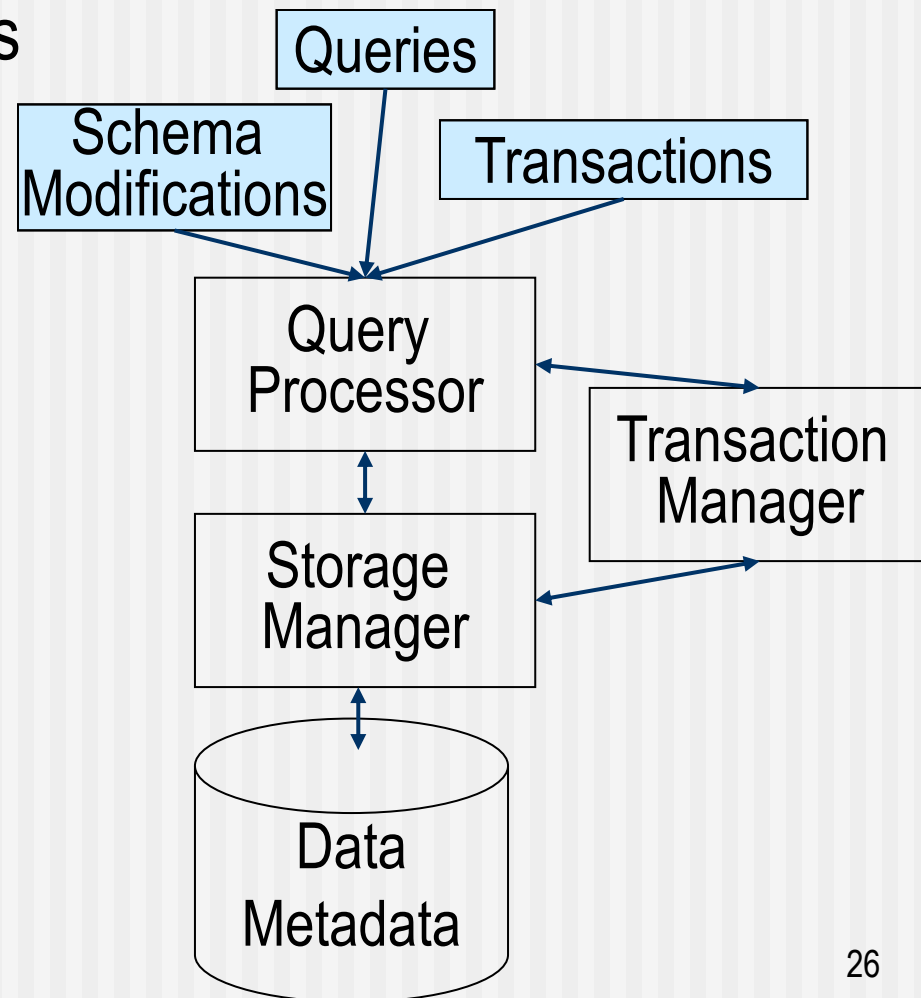 s
Queries
Schema
Modifications
Transactions
Query
Processor
Transaction
Manager
Storage
Manager
Data
Metadata
26